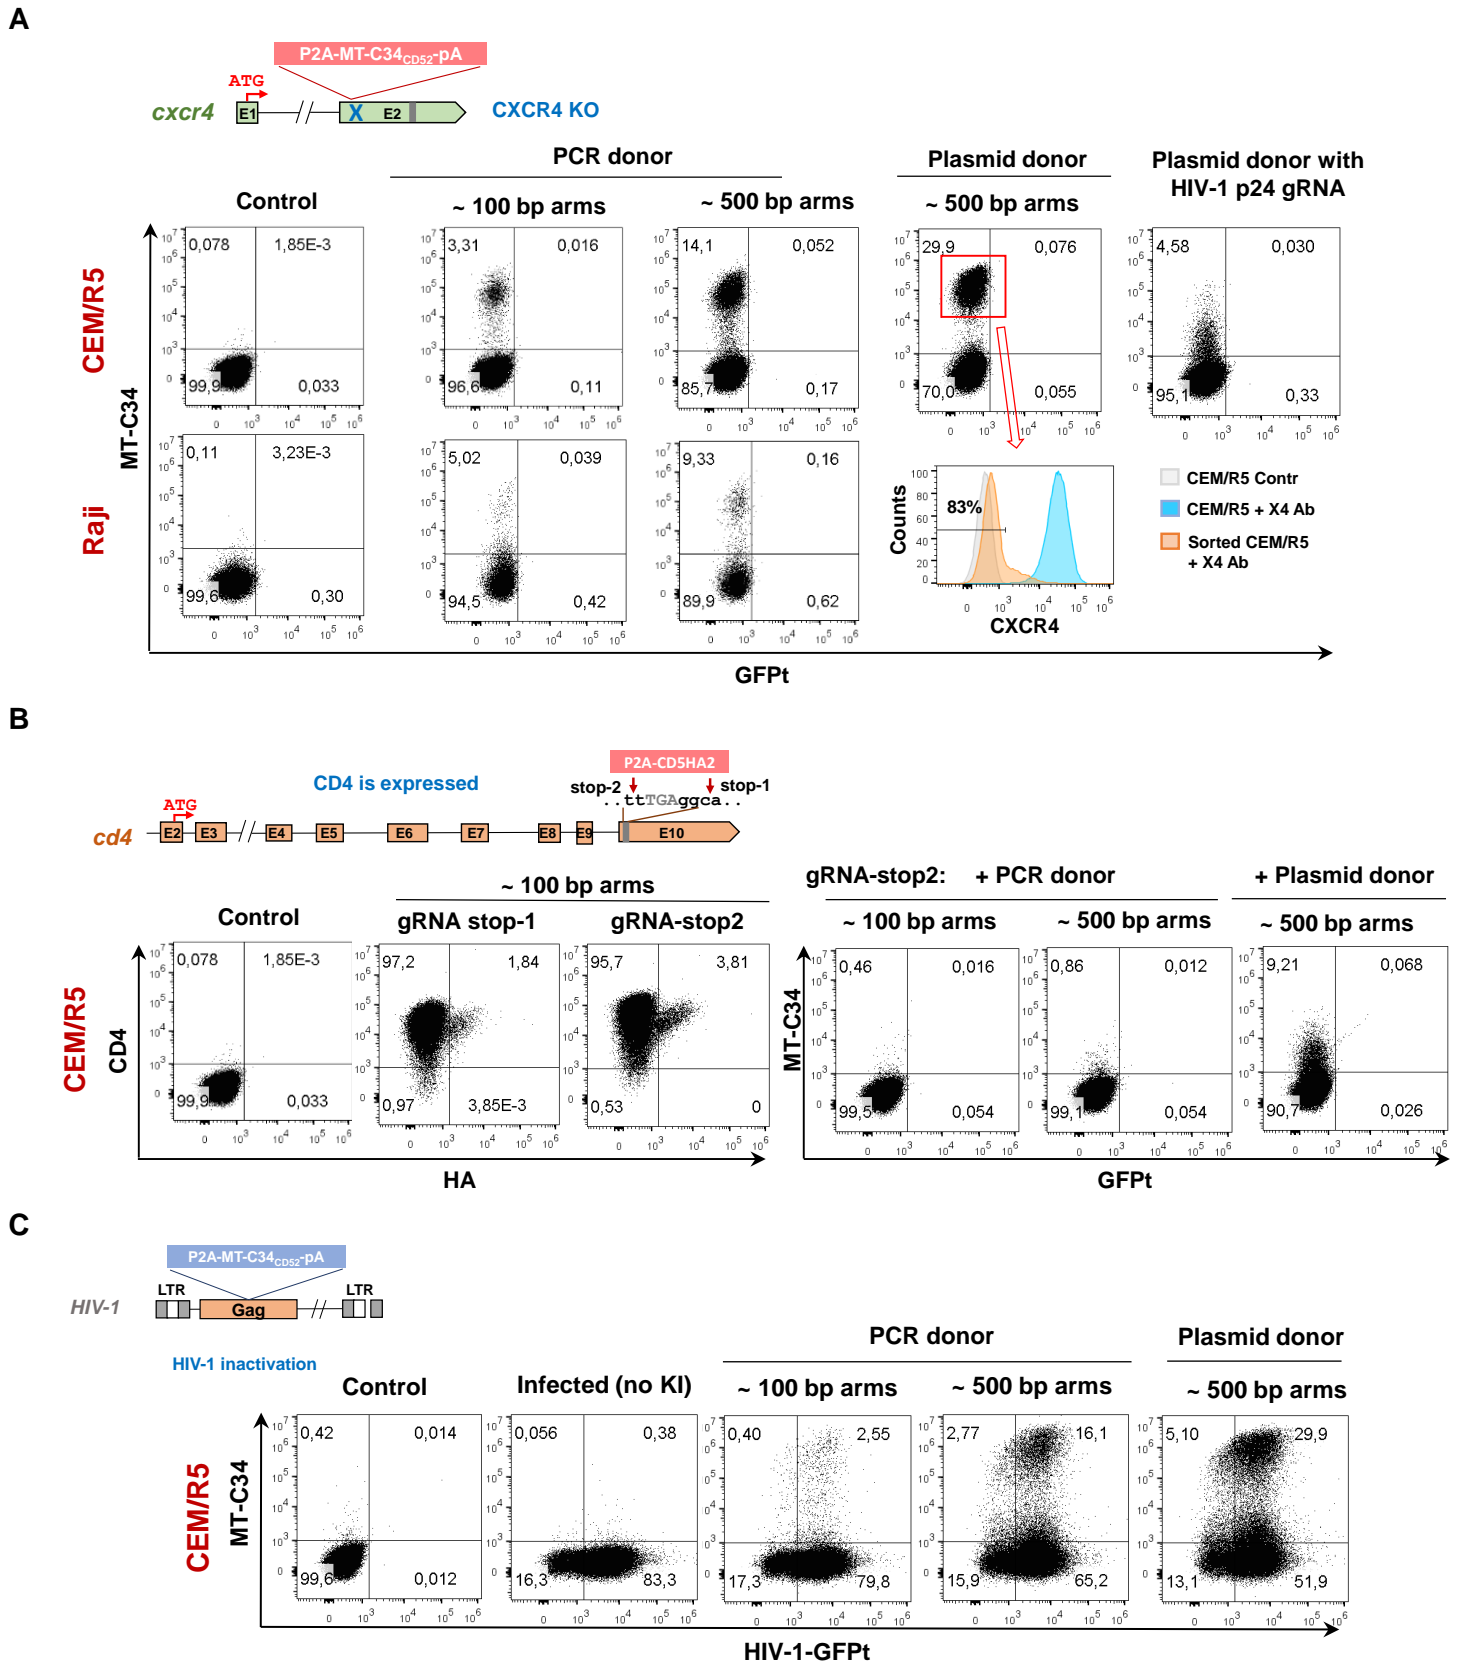 A
P2A-MT-C34CD52-pA
ATG
cxcr4
E1
X
E2
CXCR4 KO
PCR donor
Plasmid donor
Plasmid donor with
HIV-1 p24 gRNA
Control
~ 100 bp arms
~ 500 bp arms
~ 500 bp arms
CEM/R5
MT-C34
0,078 1,85E-3
99,9 0,033
3,31 0,016
96,6 0,11
14,1 0,052
85,7 0,17
29,9 0,076
70,0 0,055
4,58 0,030
95,1 0,33
Raji
0,11 3,23E-3
99,6 0,30
5,02 0,039
94,5 0,42
9,33 0,16
89,9 0,62
Counts
100
80
60
40
20
0
83%
0 10^3 10^4 10^5 10^6
CXCR4
CEM/R5 Contr
CEM/R5 + X4 Ab
Sorted CEM/R5
+ X4 Ab
GFPt
B
P2A-CD5HA2
CD4 is expressed
stop-2
stop-1
..ttTGAggca..
ATG
cd4
E2 E3 E4 E5 E6 E7 E8 E9 E10
~ 100 bp arms
gRNA-stop2: + PCR donor
+ Plasmid donor
Control
gRNA stop-1
gRNA-stop2
~ 100 bp arms
~ 500 bp arms
~ 500 bp arms
CEM/R5
CD4
0,078 1,85E-3
99,9 0,033
97,2 1,84
0,97 3,85E-3
95,7 3,81
0,53 0
HA
MT-C34
0,46 0,016
99,5 0,054
0,86 0,012
99,1 0,054
9,21 0,068
90,7 0,026
GFPt
C
P2A-MT-C34CD52-pA
LTR
LTR
HIV-1
Gag
HIV-1 inactivation
PCR donor
Plasmid donor
Control
Infected (no KI)
~ 100 bp arms
~ 500 bp arms
~ 500 bp arms
CEM/R5
MT-C34
0,42 0,014
99,6 0,012
0,056 0,38
16,3 83,3
0,40 2,55
17,3 79,8
2,77 16,1
15,9 65,2
5,10 29,9
13,1 51,9
HIV-1-GFPt